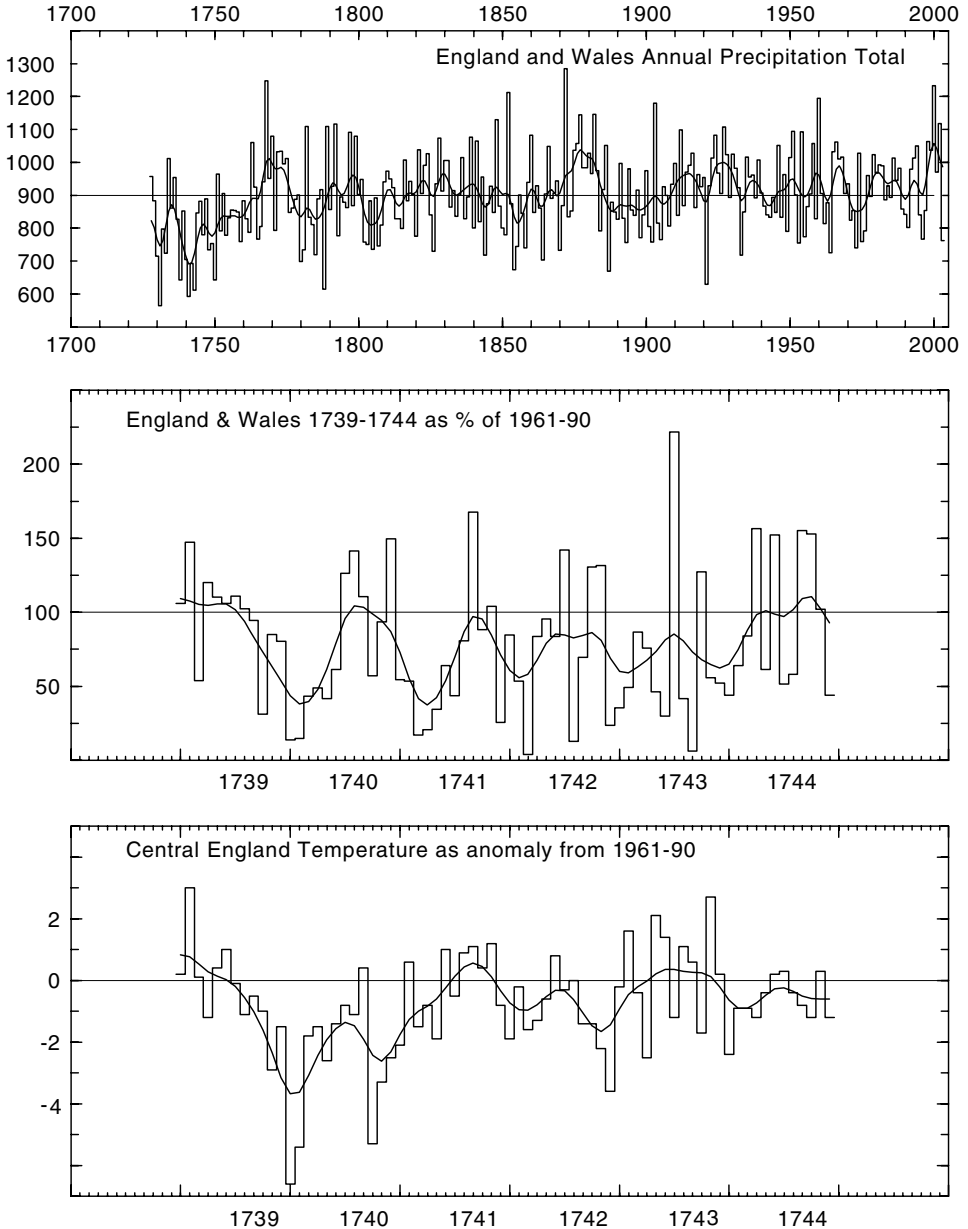 1700 1750 1800 1850 1900 1950 2000
England and Wales Annual Precipitation Total
1300
1200
1100
1000
900
800
700
600
1700 1750 1800 1850 1900 1950 2000
England & Wales 1739-1744 as % of 1961-90
200
150
100
50
1739 1740 1741 1742 1743 1744
Central England Temperature as anomaly from 1961-90
2
0
-2
-4
1739 1740 1741 1742 1743 1744